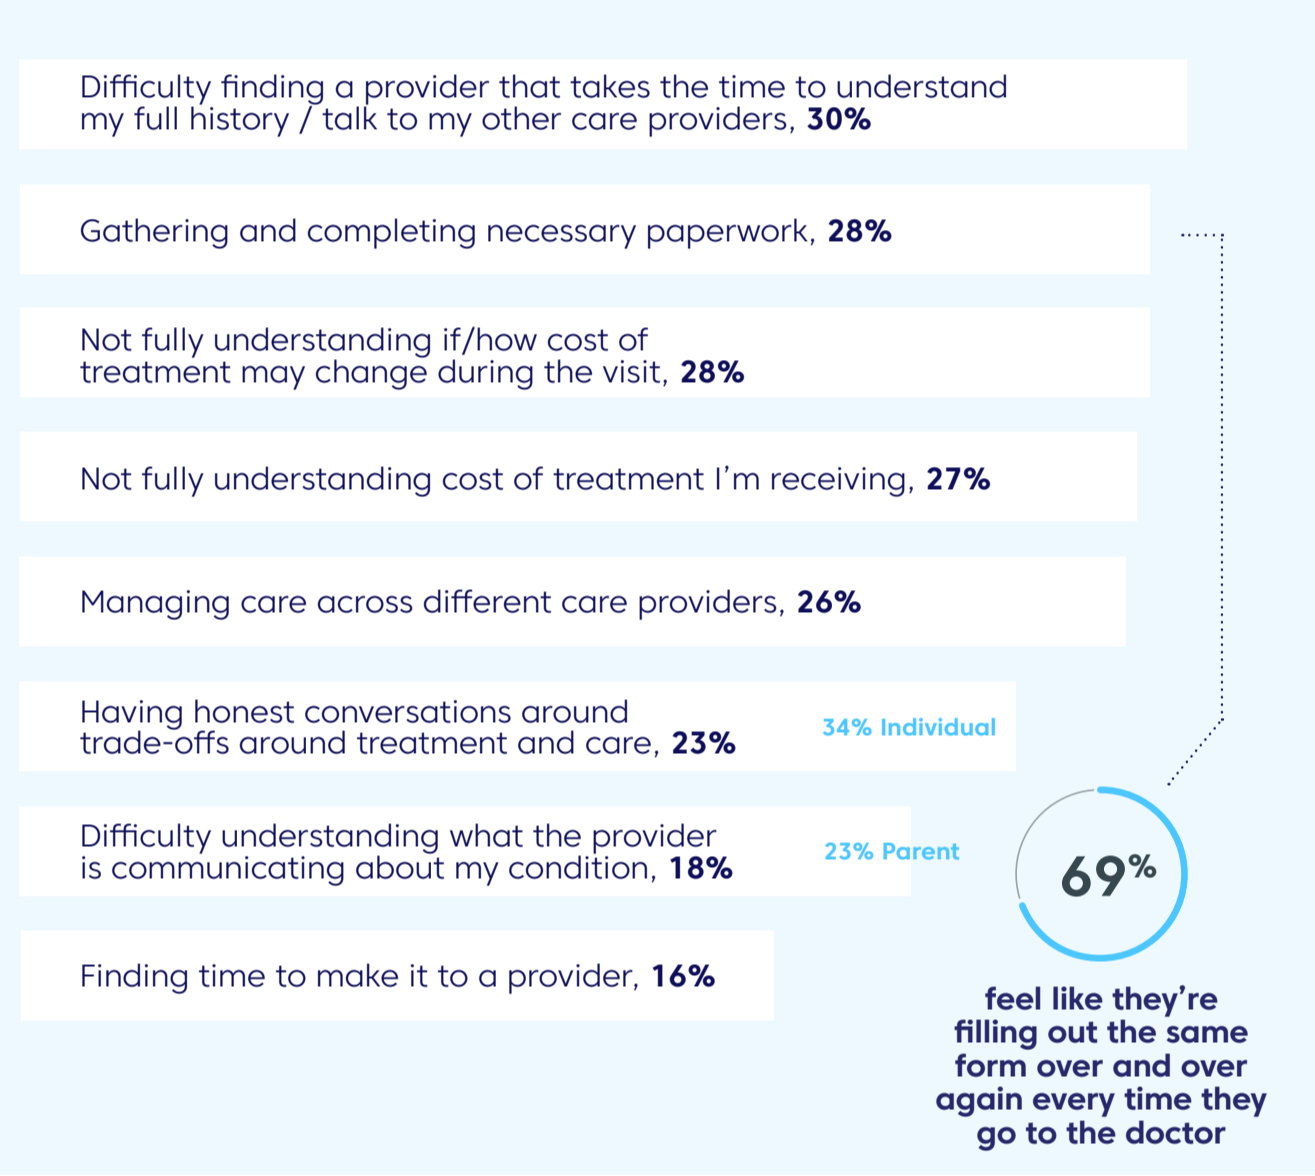 Difficulty finding a provider that takes the time to understand
my full history / talk to my other care providers, 30%
Gathering and completing necessary paperwork, 28%
Not fully understanding if/how cost of
treatment may change during the visit, 28%
Not fully understanding cost of treatment I’m receiving, 27%
Managing care across different care providers, 26%
Having honest conversations around
trade-offs around treatment and care, 23%
34% Individual
Difficulty understanding what the provider
is communicating about my condition, 18%
23% Parent
Finding time to make it to a provider, 16%
69%
feel like they’re
filling out the same
form over and over
again every time they
go to the doctor